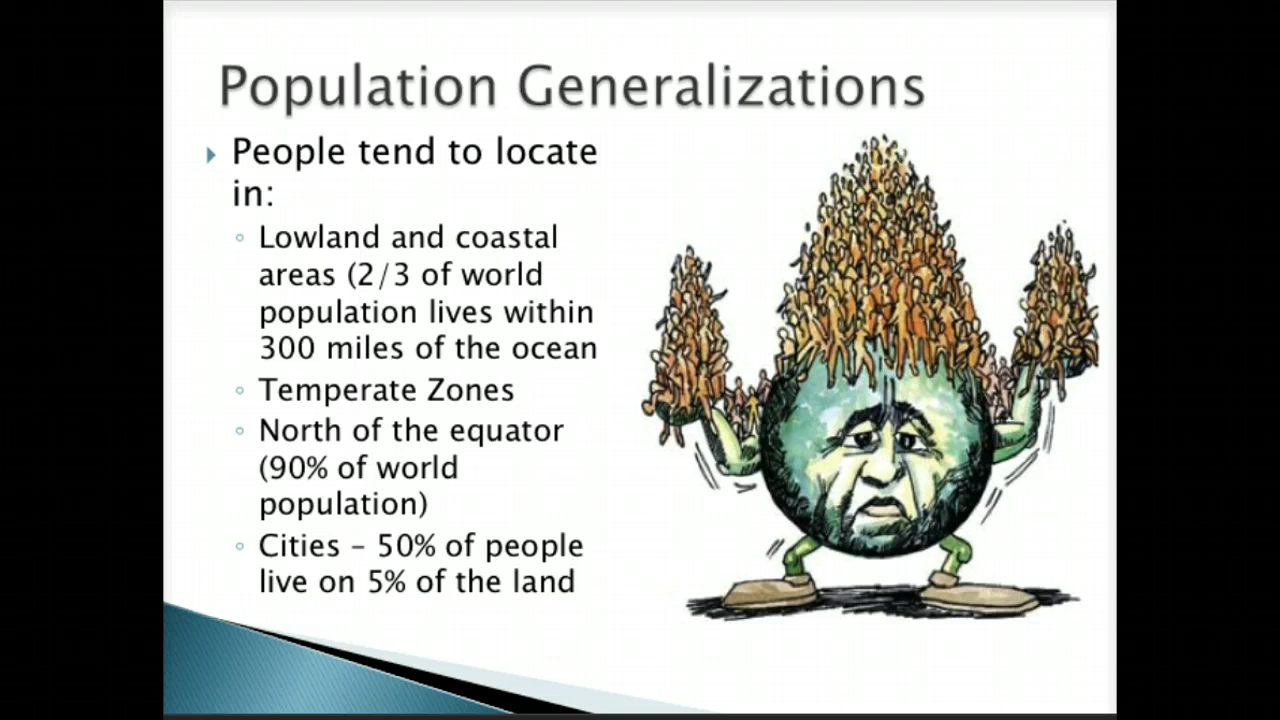 Population Generalizations
People tend to locate
in:
Lowland and coastal
areas (2/3 of world
population lives within
300 miles of the ocean
Temperate Zones
North of the equator
(90% of world
population)
Cities – 50% of people
live on 5% of the land